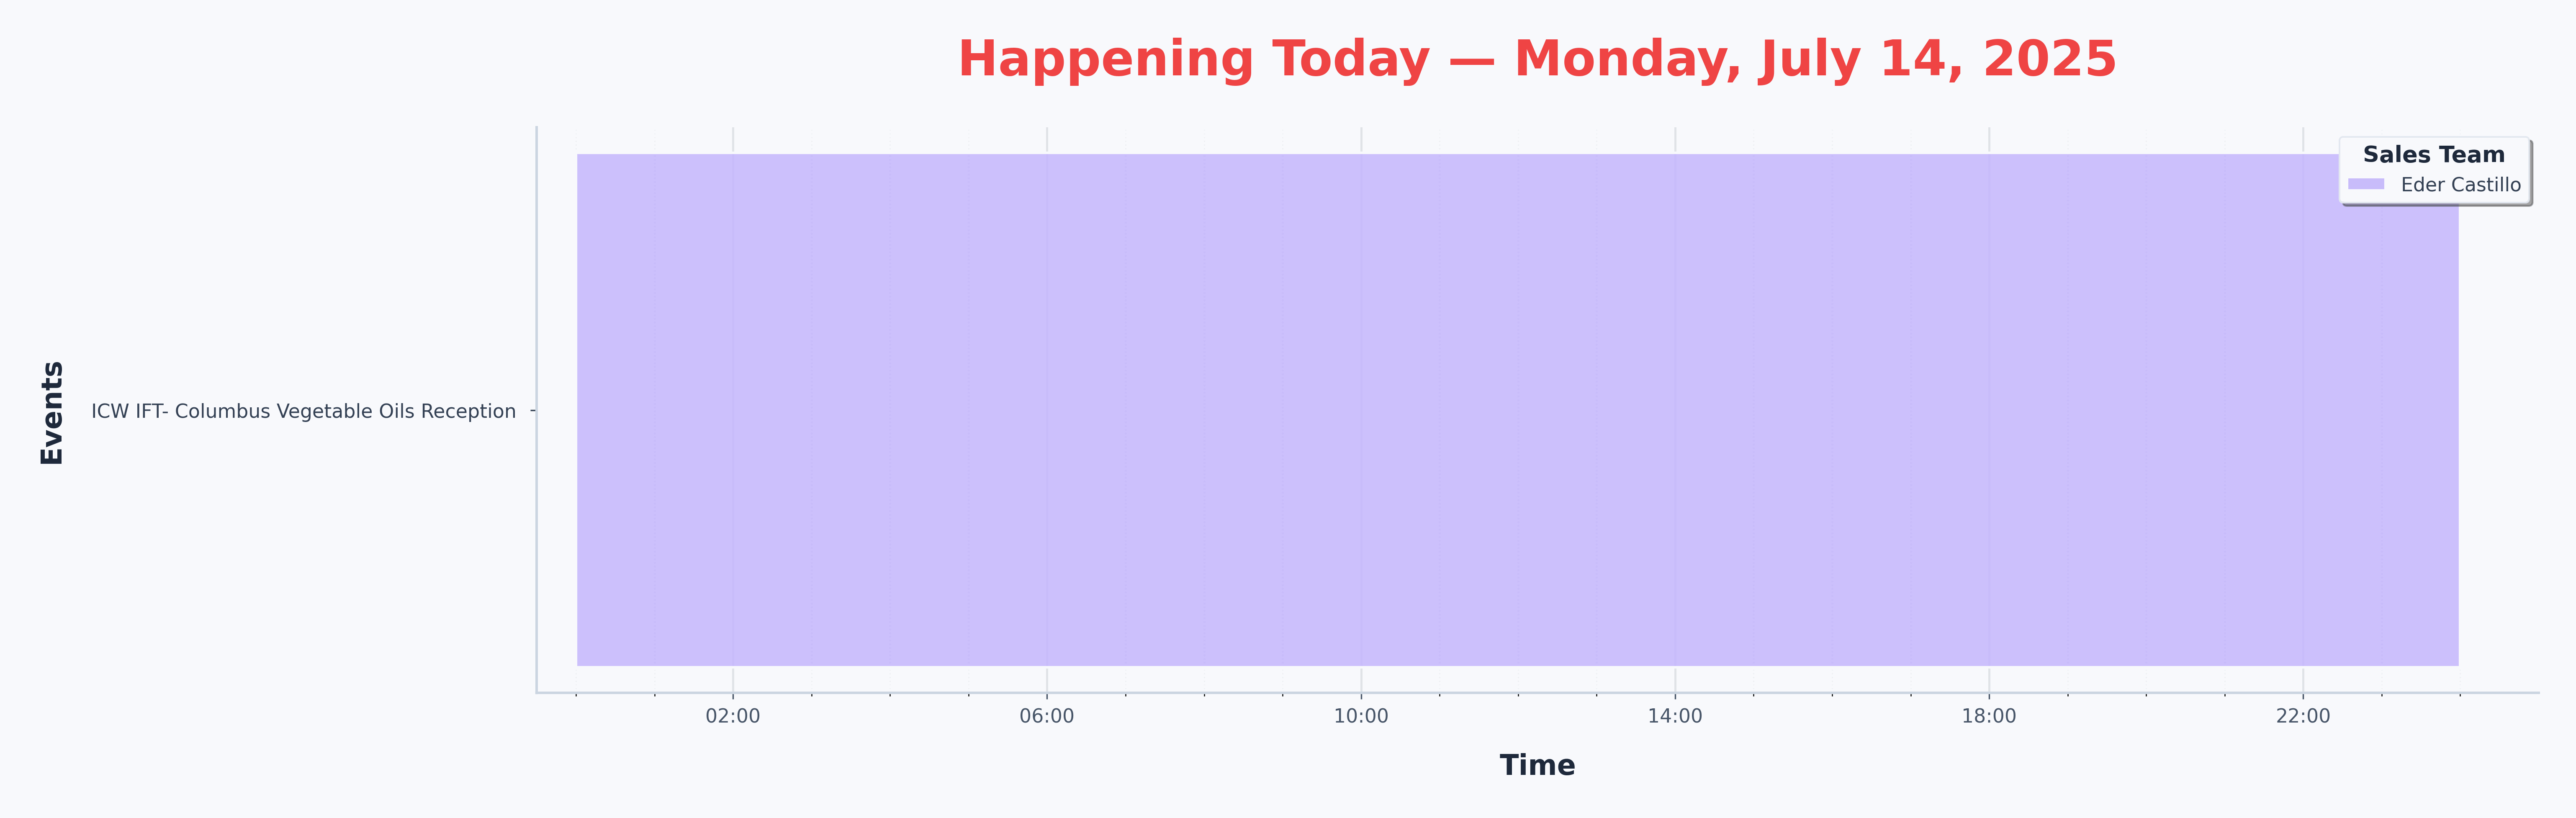 Happening Today — Monday, July 14, 2025
Sales Team
Eder Castillo
Events
ICW IFT- Columbus Vegetable Oils Reception
02:00
06:00
10:00
14:00
18:00
22:00
Time